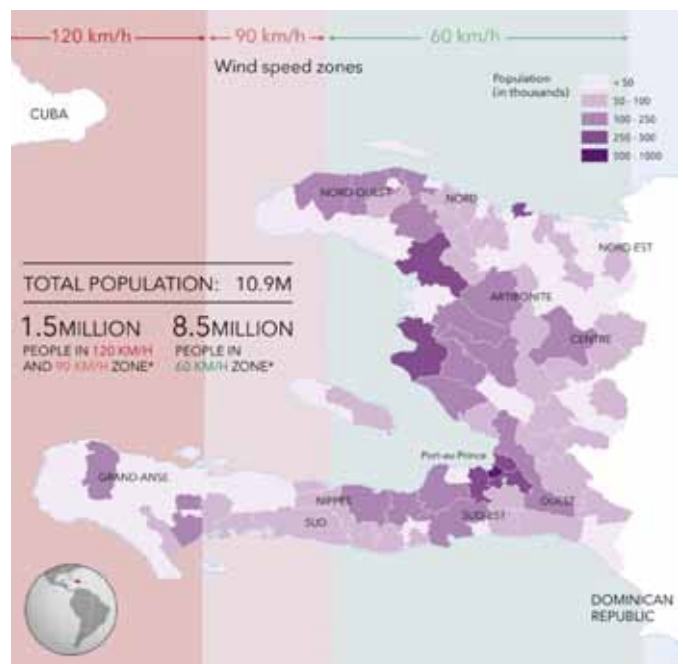 120 km/h
90 km/h
60 km/h
Wind speed zones
Population
(in thousands)
< 50
50 - 100
100 - 250
250 - 500
500 - 1000
CUBA
NORD-OUEST
NORD
NORD-EST
TOTAL POPULATION: 10.9M
ARTIBONITE
1.5MILLION
PEOPLE IN 120 KM/H
AND 90 KM/H ZONE*
8.5MILLION
PEOPLE IN
60 KM/H ZONE*
CENTRE
Port-au-Prince
GRAND-ANSE
NIPPES
OUEST
SUD
SUD-EST
DOMINICAN
REPUBLIC